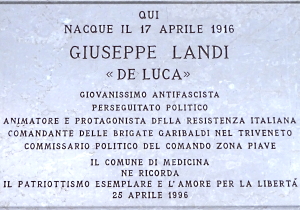 QUI
NACQUE IL 17 APRILE 1916
GIUSEPPE LANDI
« DE LUCA »
GIOVANISSIMO ANTIFASCISTA
PERSEGUITATO POLITICO
ANIMATORE E PROTAGONISTA DELLA RESISTENZA ITALIANA
COMANDANTE DELLE BRIGATE GARIBALDI NEL TRIVENETO
COMMISSARIO POLITICO DEL COMANDO ZONA PIAVE
IL COMUNE DI MEDICINA
NE RICORDA
IL PATRIOTTISMO ESEMPLARE E L'AMORE PER LA LIBERTÁ
25 APRILE 1996